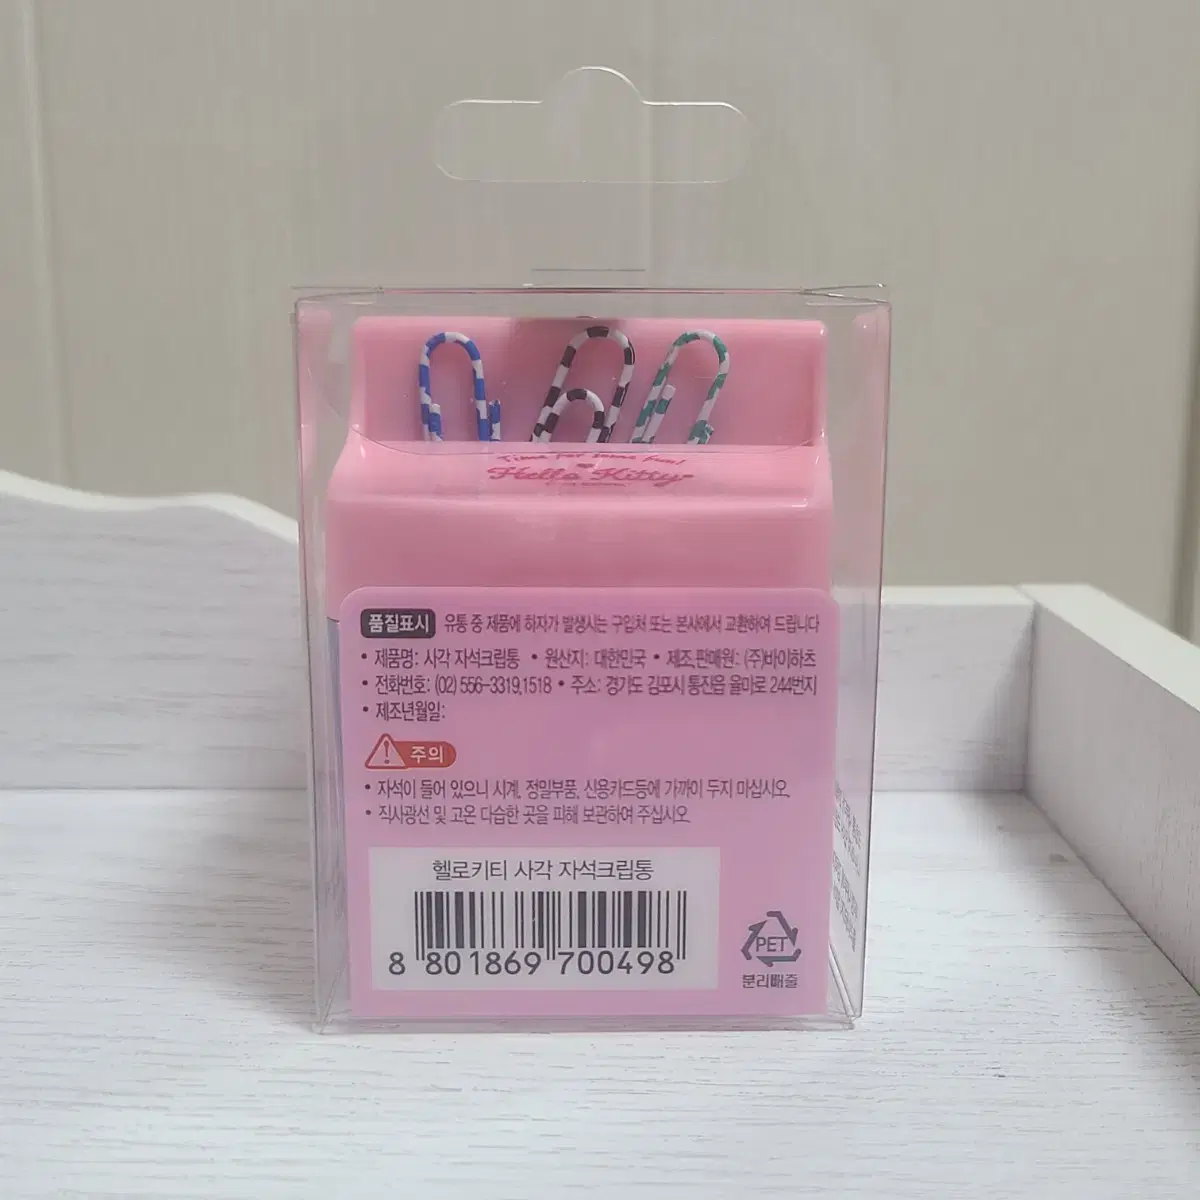 Time for some fun!
Hello Kitty
품질표시 유통 중 제품에 하자가 발생시는 구입처 또는 본사에서 교환하여 드립니다
• 제품명: 사각 자석크립통 • 원산지: 대한민국 • 제조,판매원: (주)바이하츠
• 전화번호: (02) 556-3319,1518 • 주소: 경기도 김포시 통진읍 율마로 244번지
• 제조년월일:
주의
• 자석이 들어 있으니 시계, 정밀부품, 신용카드등에 가까이 두지 마십시오.
• 직사광선 및 고온 다습한 곳을 피해 보관하여 주십시오
헬로키티 사각 자석크립통
8 801869 700498
PET
분리배출